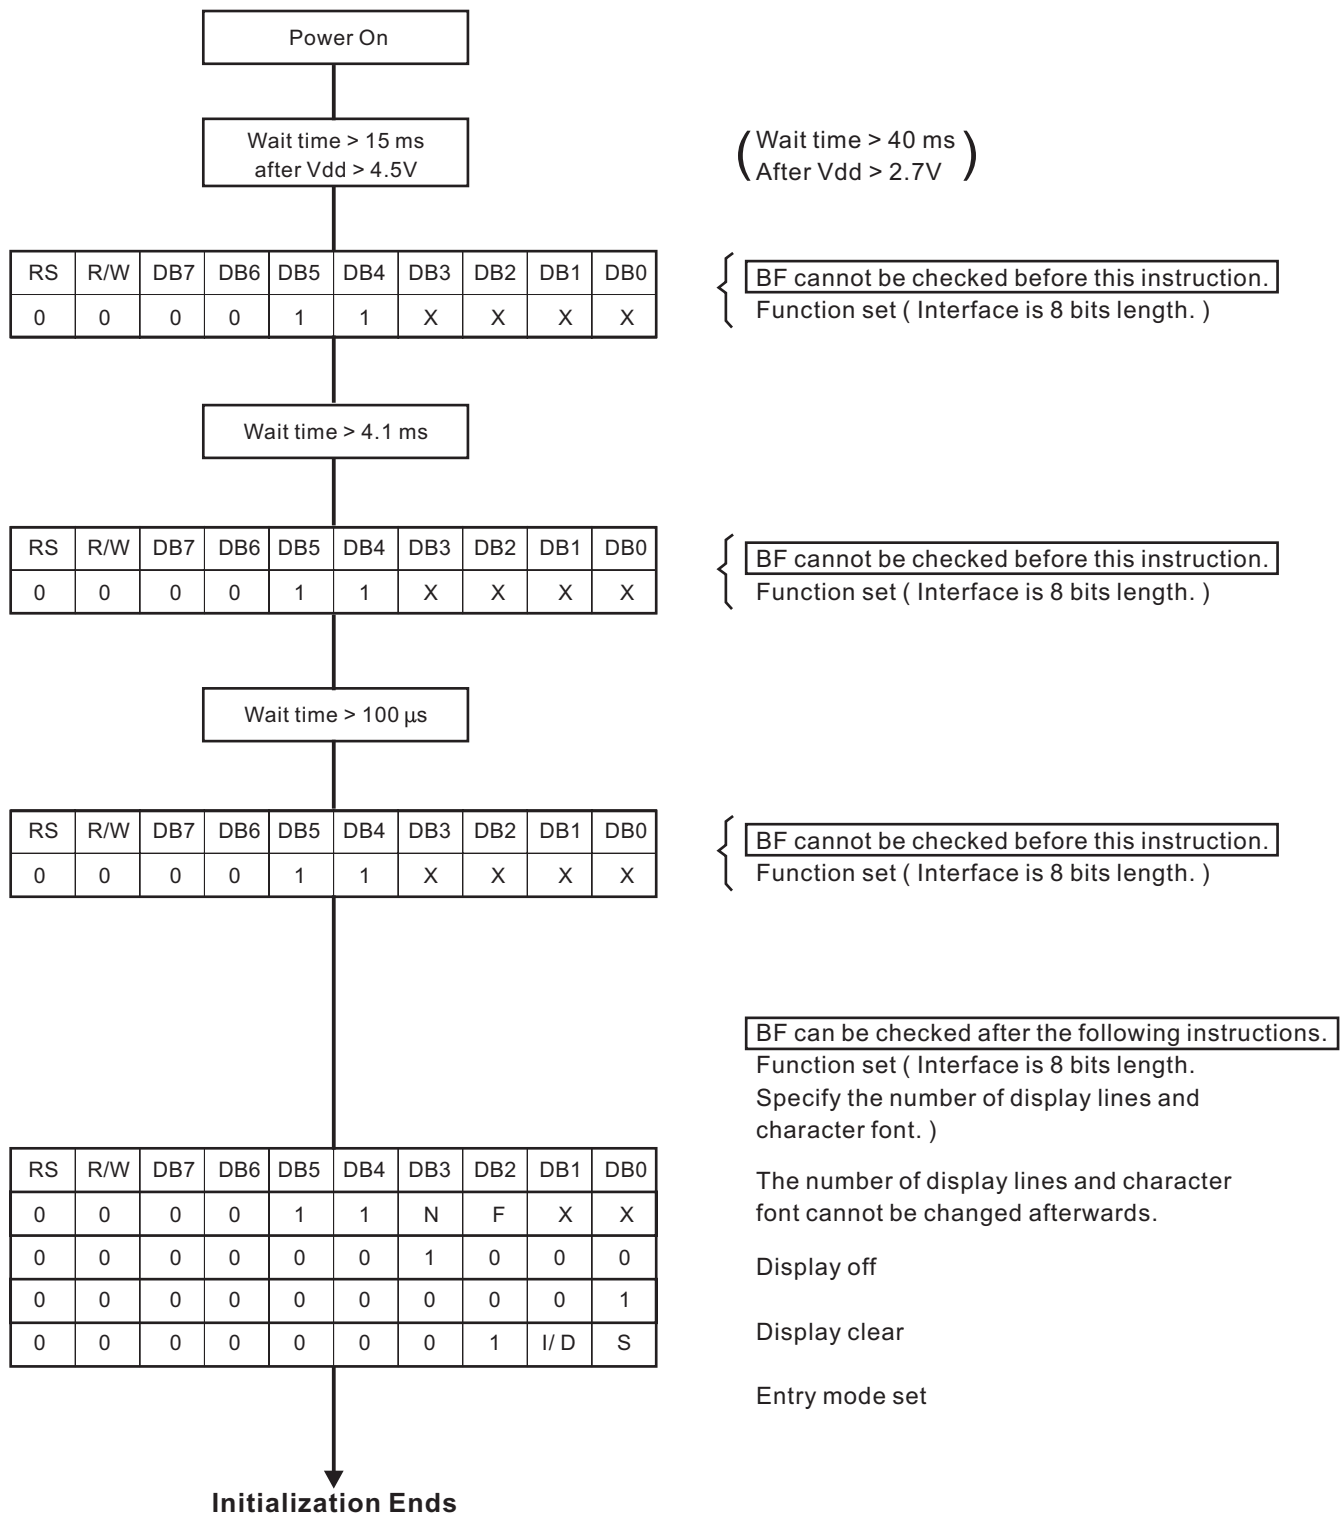 Power On
Wait time > 15 ms
after Vdd > 4.5V
(Wait time > 40 ms
After Vdd > 2.7V)
RS R/W DB7 DB6 DB5 DB4 DB3 DB2 DB1 DB0
0 0 0 0 1 1 X X X X
BF cannot be checked before this instruction.
Function set ( Interface is 8 bits length. )
Wait time > 4.1 ms
RS R/W DB7 DB6 DB5 DB4 DB3 DB2 DB1 DB0
0 0 0 0 1 1 X X X X
BF cannot be checked before this instruction.
Function set ( Interface is 8 bits length. )
Wait time > 100 μs
RS R/W DB7 DB6 DB5 DB4 DB3 DB2 DB1 DB0
0 0 0 0 1 1 X X X X
BF cannot be checked before this instruction.
Function set ( Interface is 8 bits length. )
BF can be checked after the following instructions.
Function set ( Interface is 8 bits length.
Specify the number of display lines and
character font. )
RS R/W DB7 DB6 DB5 DB4 DB3 DB2 DB1 DB0
0 0 0 0 1 1 N F X X
0 0 0 0 0 0 1 0 0 0
0 0 0 0 0 0 0 0 0 1
0 0 0 0 0 0 0 1 I/ D S
The number of display lines and character
font cannot be changed afterwards.
Display off
Display clear
Entry mode set
Initialization Ends